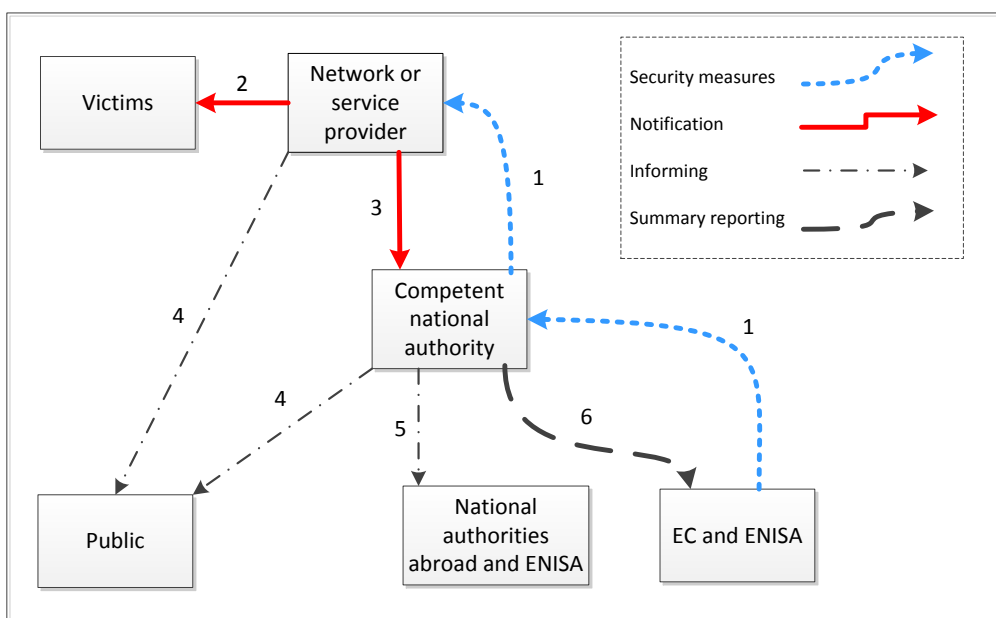 Victims
2
Network or
service
provider
Security measures
Notification
Informing
Summary reporting
1
3
4
Competent
national
authority
1
4
5
6
Public
National
authorities
abroad and ENISA
EC and ENISA